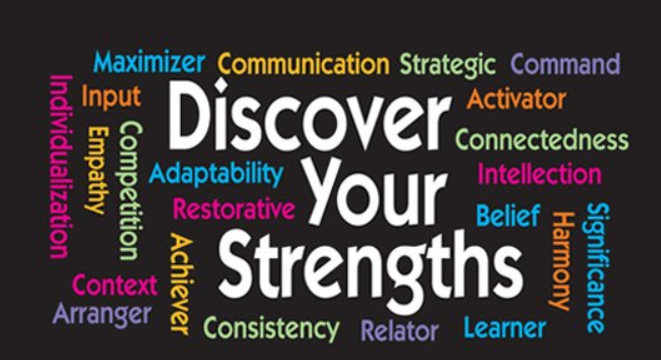 Maximizer Communication Strategic Command
Individualization
Input
Discover
Activator
Empathy
Competition
Connectedness
Adaptability
Your
Intellection
Restorative
Belief
Harmony
Significance
Achiever
Strengths
Context
Arranger
Consistency Relator Learner